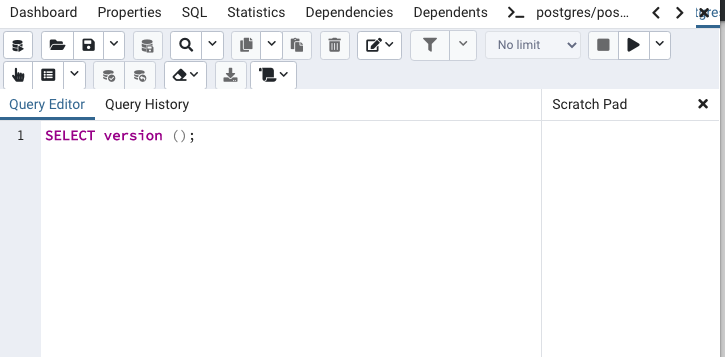 Dashboard Properties SQL Statistics Dependencies Dependents postgres/pos...
No limit
Query Editor Query History Scratch Pad
1 SELECT version ();